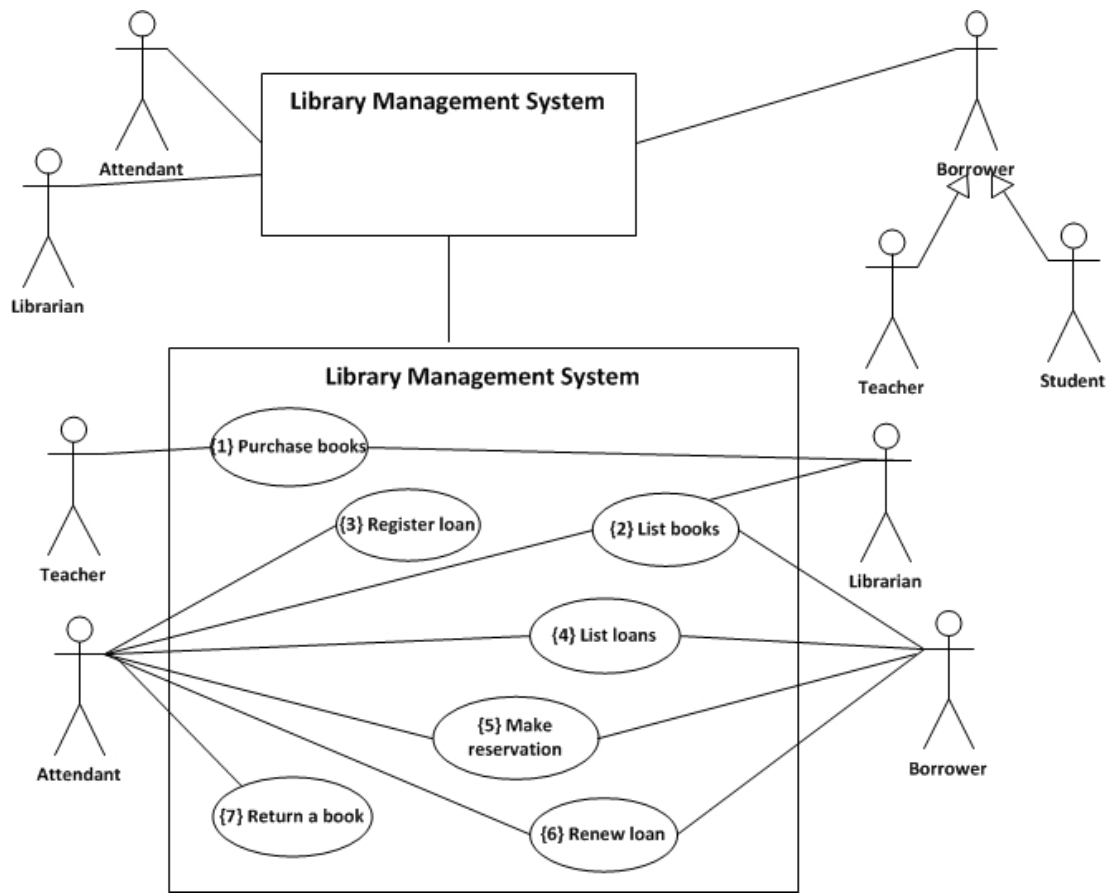 Library Management System
Attendant
Borrower
Librarian
Teacher
Student
Library Management System
{1} Purchase books
{3} Register loan
{2} List books
Teacher
Librarian
{4} List loans
{5} Make
reservation
Attendant
Borrower
{7} Return a book
{6} Renew loan